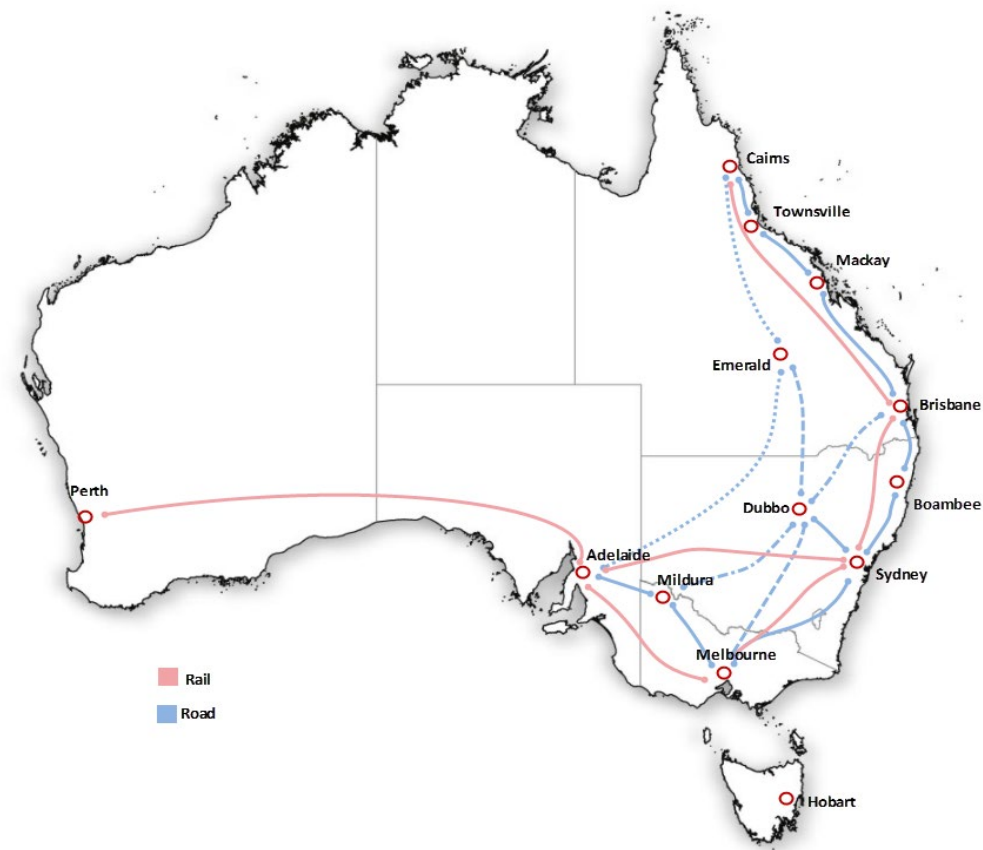 Cairns
Townsville
Mackay
Emerald
Brisbane
Perth
Dubbo
Boambee
Adelaide
Mildura
Sydney
Melbourne
Rail
Road
Hobart